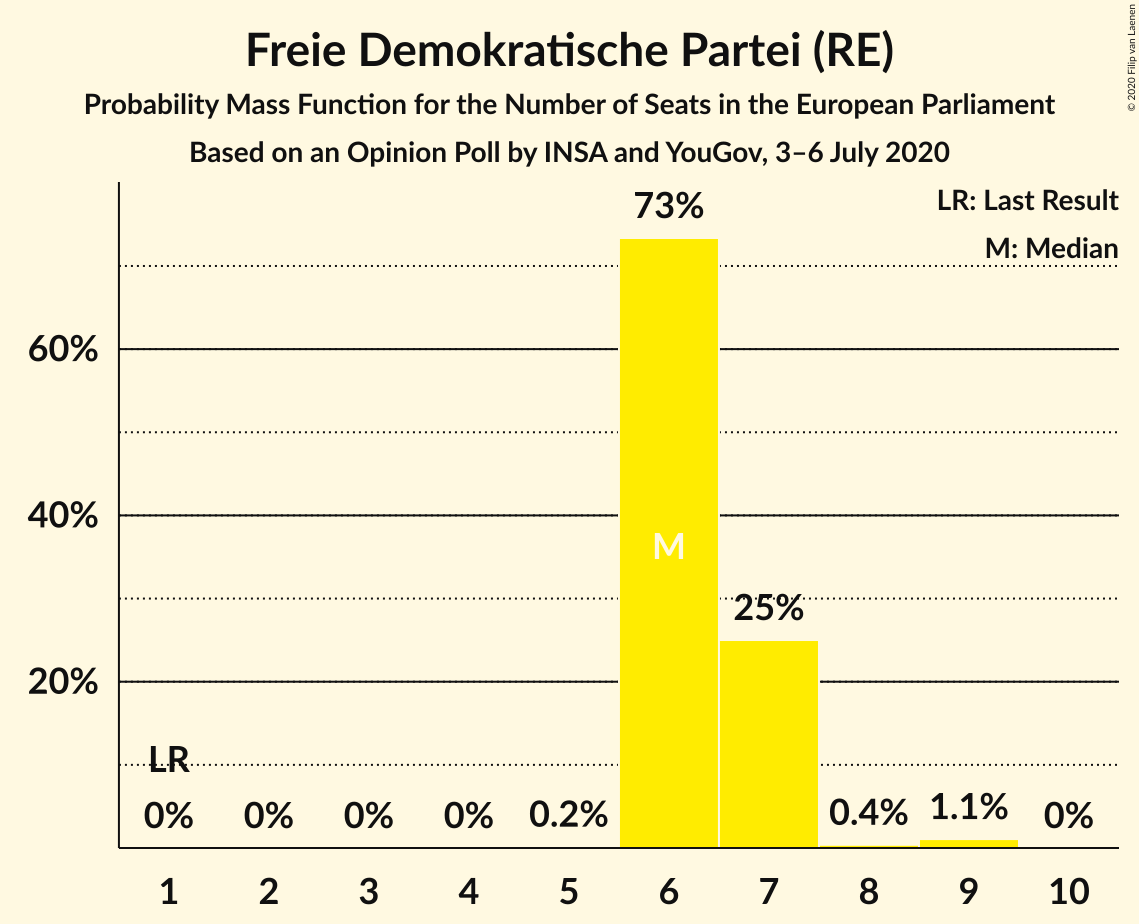 Freie Demokratische Partei (RE)
Probability Mass Function for the Number of Seats in the European Parliament
Based on an Opinion Poll by INSA and YouGov, 3–6 July 2020
© 2020 Filip van Laenen
LR: Last Result
M: Median
73%
60%
40%
M
25%
20%
LR
0% 0% 0% 0% 0.2% 0.4% 1.1% 0%
1 2 3 4 5 6 7 8 9 10